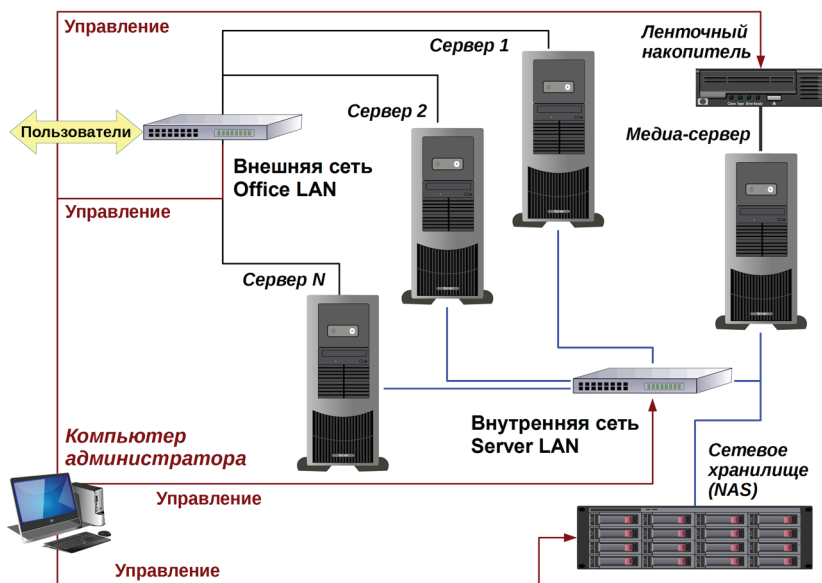 Управление
Сервер 1
Ленточный
накопитель
Сервер 2
Пользователи
Медиа-сервер
Внешняя сеть
Office LAN
Управление
Сервер N
Внутренняя сеть
Server LAN
Компьютер
администратора
Сетевое
хранилище
(NAS)
Управление
Управление